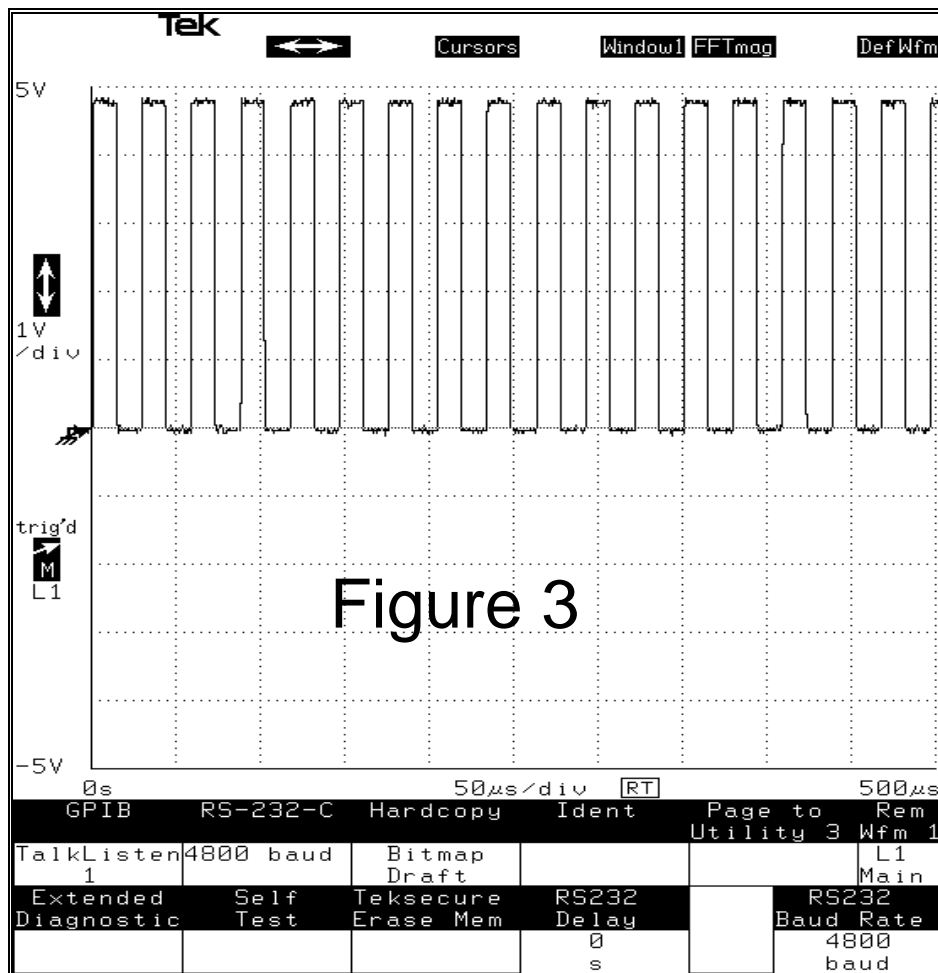 Tek
Cursors Window1 FFTmag DefWfm
5V
1V
/div
trig'd
M
L1
Figure 3
-5V
0s 50µs/div RT 500µs
GPIB RS-232-C Hardcopy Ident Page to Utility 3 Rem Wfm 1
TalkListen 1 4800 baud Bitmap Draft L1 Main
Extended Diagnostic Self Test Teksecure Erase Mem RS232 Delay RS232 Baud Rate
0 s 4800 baud